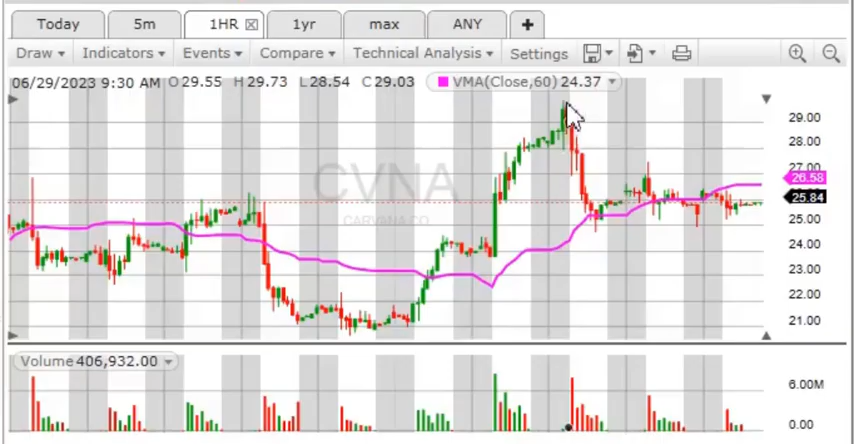 Today 5m 1HR 1yr max ANY
Draw Indicators Events Compare Technical Analysis Settings
06/29/2023 9:30 AM O 29.55 H 29.73 L 28.54 C 29.03 VMA(Close,60) 24.37
29.00
28.00
27.00
26.58
25.84
25.00
24.00
23.00
22.00
21.00
CVNA
CARVANA CO
Volume 406,932.00
6.00M
0.00